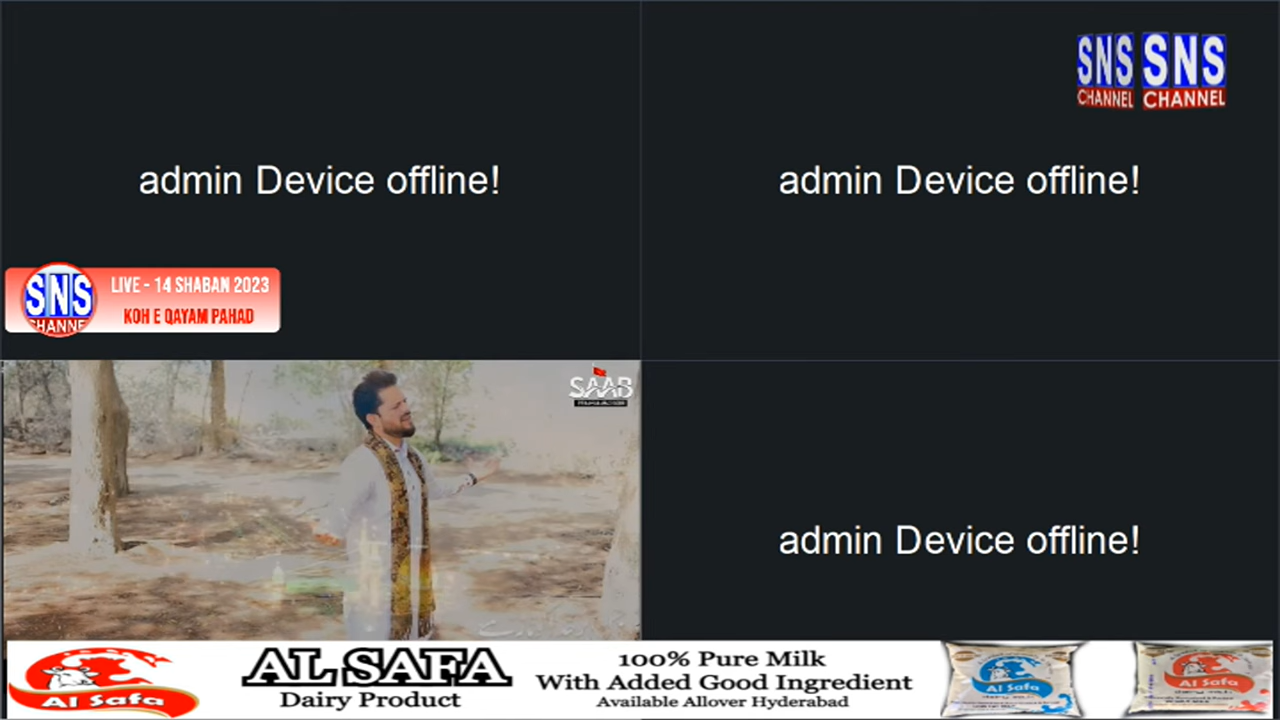 SNS SNS
CHANNEL CHANNEL
admin Device offline!
admin Device offline!
SNS
CHANNE
LIVE - 14 SHABAN 2023
KOH E QAYAM PAHAD
SAAB
admin Device offline!
Al Safa
AL SAFA
Dairy Product
100% Pure Milk
With Added Good Ingredient
Available Allover Hyderabad
Al Safa
Al Safa